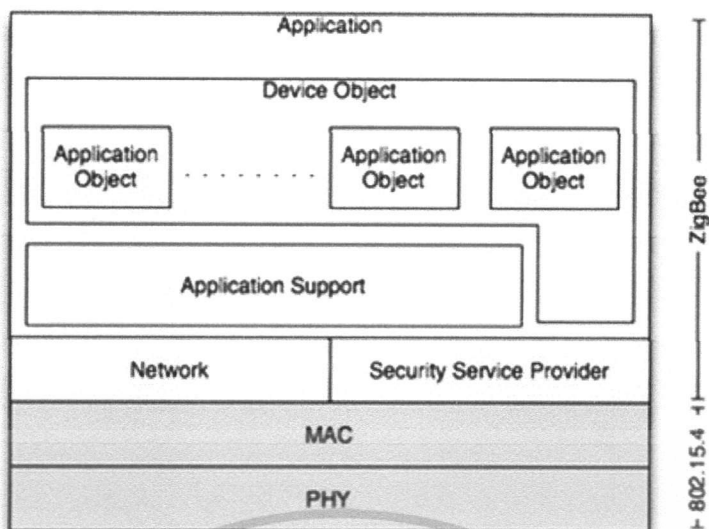 Application
Device Object
Application
Object
Application
Object
Application
Object
Application Support
Network
Security Service Provider
MAC
PHY
ZigBee
802.15.4